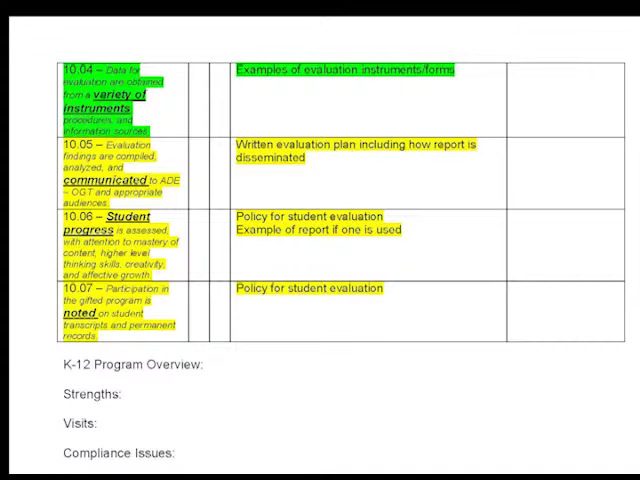 10.04 – Data for
evaluation are obtained
from a variety of
instruments,
procedures, and
information sources.
Examples of evaluation instruments/forms
10.05 – Evaluation
findings are compiled,
analyzed, and
communicated to ADE
– OGT and appropriate
audiences.
Written evaluation plan including how report is
disseminated
10.06 – Student
progress is assessed,
with attention to mastery of
content, higher level
thinking skills, creativity,
and affective growth.
Policy for student evaluation
Example of report if one is used
10.07 – Participation in
the gifted program is
noted on student
transcripts and permanent
records.
Policy for student evaluation
K-12 Program Overview:
Strengths:
Visits:
Compliance Issues: